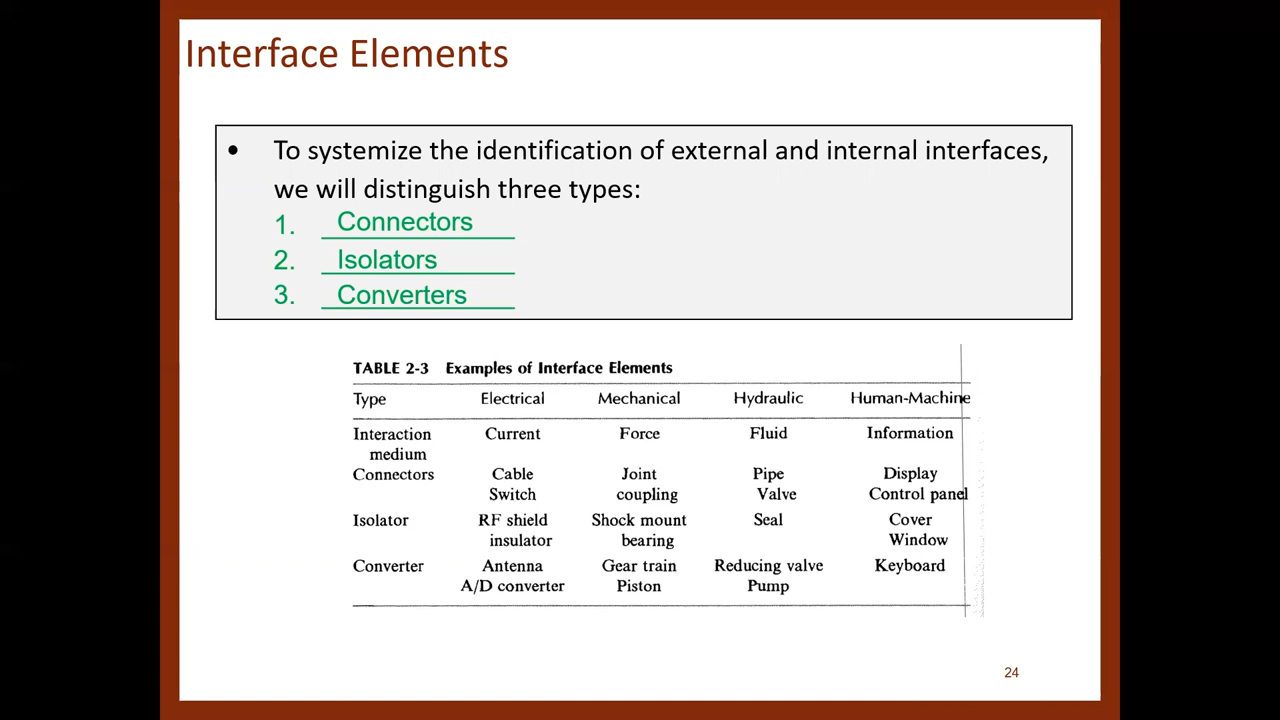 Interface Elements
• To systemize the identification of external and internal interfaces,
we will distinguish three types:
1. Connectors
2. Isolators
3. Converters
TABLE 2-3 Examples of Interface Elements
Type Electrical Mechanical Hydraulic Human-Machine
Interaction Current Force Fluid Information
medium
Connectors Cable Joint Pipe Display
Switch coupling Valve Control panel
Isolator RF shield Shock mount Seal Cover
insulator bearing Window
Converter Antenna Gear train Reducing valve Keyboard
A/D converter Piston Pump
24